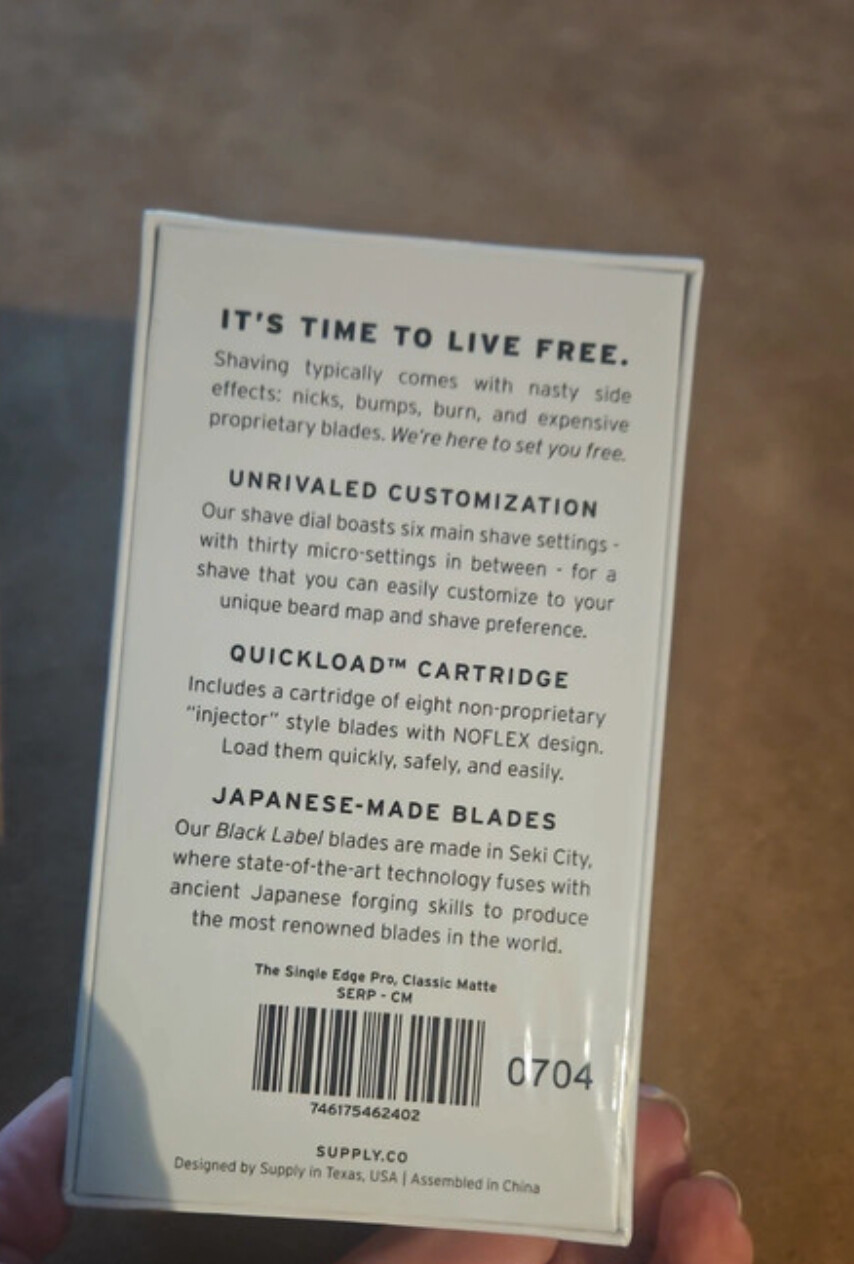 IT'S TIME TO LIVE FREE.
Shaving typically comes with nasty side
effects: nicks, bumps, burn, and expensive
proprietary blades. We're here to set you free.
UNRIVALED CUSTOMIZATION
Our shave dial boasts six main shave settings -
with thirty micro-settings in between - for a
shave that you can easily customize to your
unique beard map and shave preference.
QUICKLOAD™ CARTRIDGE
Includes a cartridge of eight non-proprietary
"injector" style blades with NOFLEX design.
Load them quickly, safely, and easily.
JAPANESE-MADE BLADES
Our Black Label blades are made in Seki City,
where state-of-the-art technology fuses with
ancient Japanese forging skills to produce
the most renowned blades in the world.
The Single Edge Pro, Classic Matte
SERP - CM
0704
746175462402
SUPPLY.CO
Designed by Supply in Texas, USA | Assembled in China